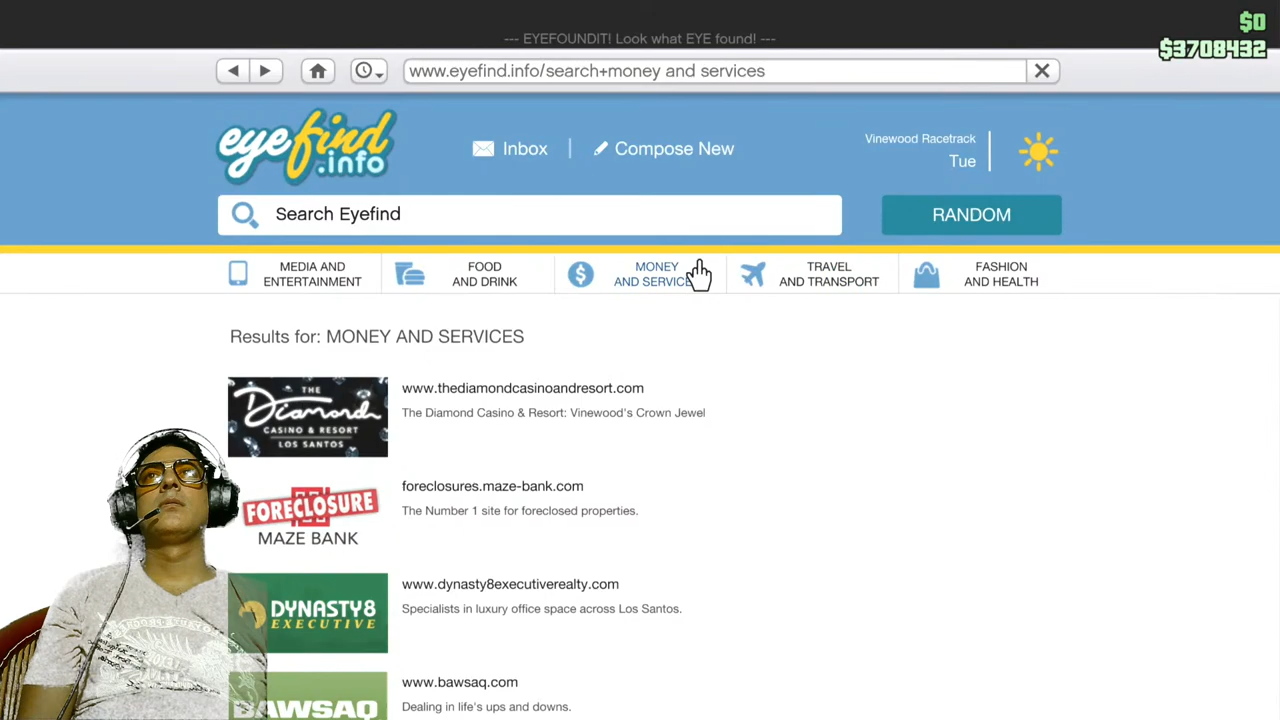 --- EYEFOUNDIT! Look what EYE found! ---
$0
$3708432
www.eyefind.info/search+money and services
eyefind
.info
Inbox
Compose New
Vinewood Racetrack
Tue
Search Eyefind
RANDOM
MEDIA AND
ENTERTAINMENT
FOOD
AND DRINK
MONEY
AND SERVIC
TRAVEL
AND TRANSPORT
FASHION
AND HEALTH
Results for: MONEY AND SERVICES
THE
Diamond
CASINO & RESORT
LOS SANTOS
www.thediamondcasinoandresort.com
The Diamond Casino & Resort: Vinewood's Crown Jewel
FORECLOSURE
MAZE BANK
foreclosures.maze-bank.com
The Number 1 site for foreclosed properties.
DYNASTY8
EXECUTIVE
www.dynasty8executiverealty.com
Specialists in luxury office space across Los Santos.
BAWSAQ
www.bawsaq.com
Dealing in life's ups and downs.